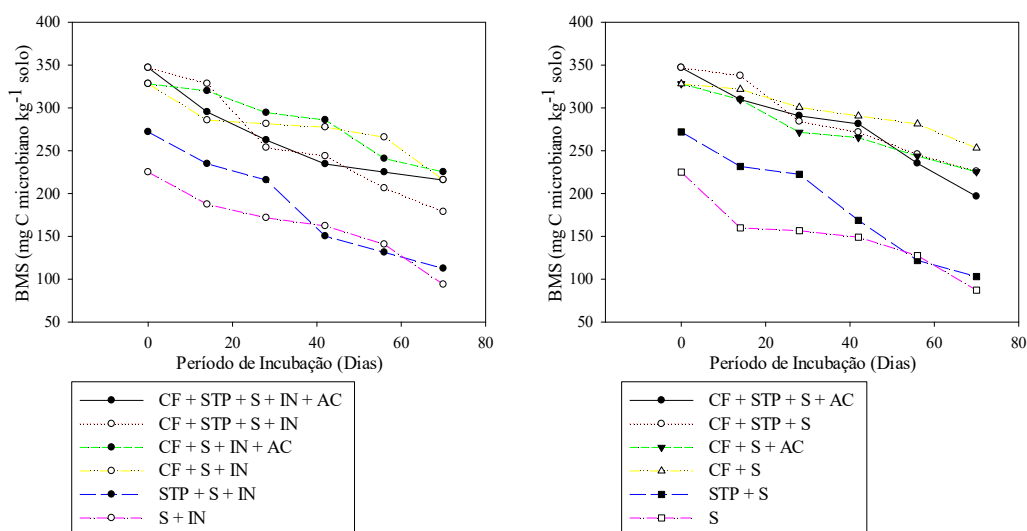 400
350
300
250
200
150
100
50
BMS (mg C microbiano kg⁻¹ solo)
0
20
40
60
80
Período de Incubação (Dias)
CF + STP + S + IN + AC
CF + STP + S + IN
CF + S + IN + AC
CF + S + IN
STP + S + IN
S + IN
400
350
300
250
200
150
100
50
BMS (mg C microbiano kg⁻¹ solo)
0
20
40
60
80
Período de Incubação (Dias)
CF + STP + S + AC
CF + STP + S
CF + S + AC
CF + S
STP + S
S